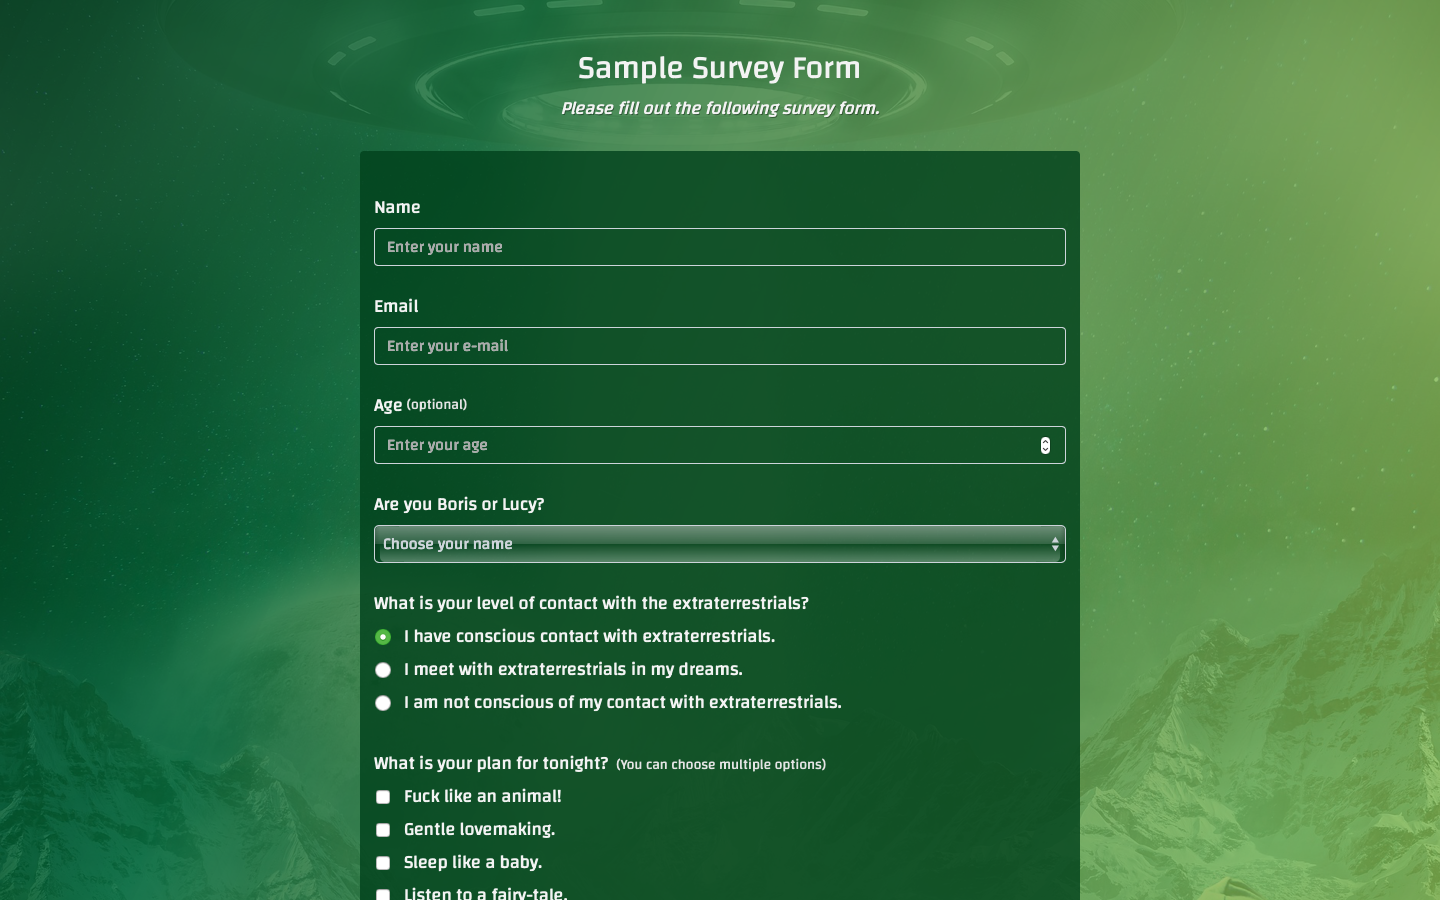 Sample Survey Form
Please fill out the following survey form.
Name
Enter your name
Email
Enter your e-mail
Age (optional)
Enter your age
Are you Boris or Lucy?
Choose your name
What is your level of contact with the extraterrestrials?
I have conscious contact with extraterrestrials.
I meet with extraterrestrials in my dreams.
I am not conscious of my contact with extraterrestrials.
What is your plan for tonight? (You can choose multiple options)
Fuck like an animal!
Gentle lovemaking.
Sleep like a baby.
Listen to a fairy-tale.